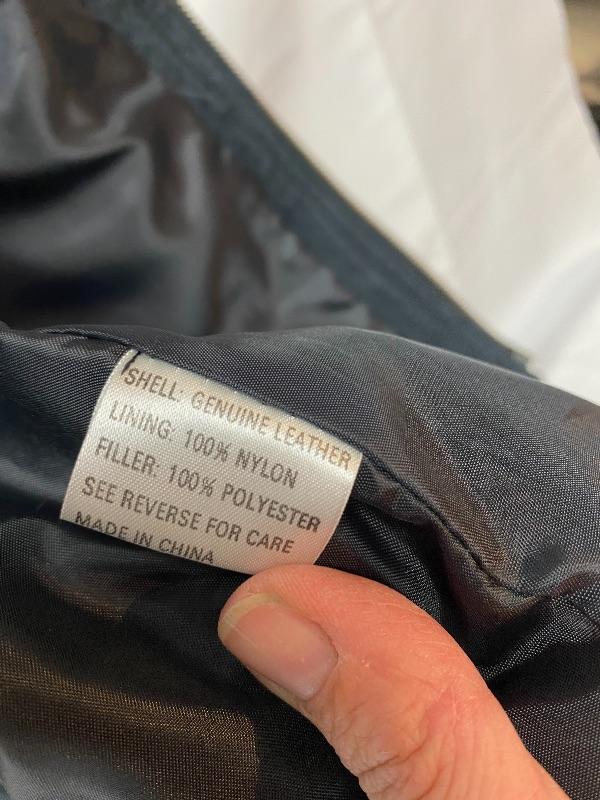 SHELL: GENUINE LEATHER
LINING: 100% NYLON
FILLER: 100% POLYESTER
SEE REVERSE FOR CARE
MADE IN CHINA